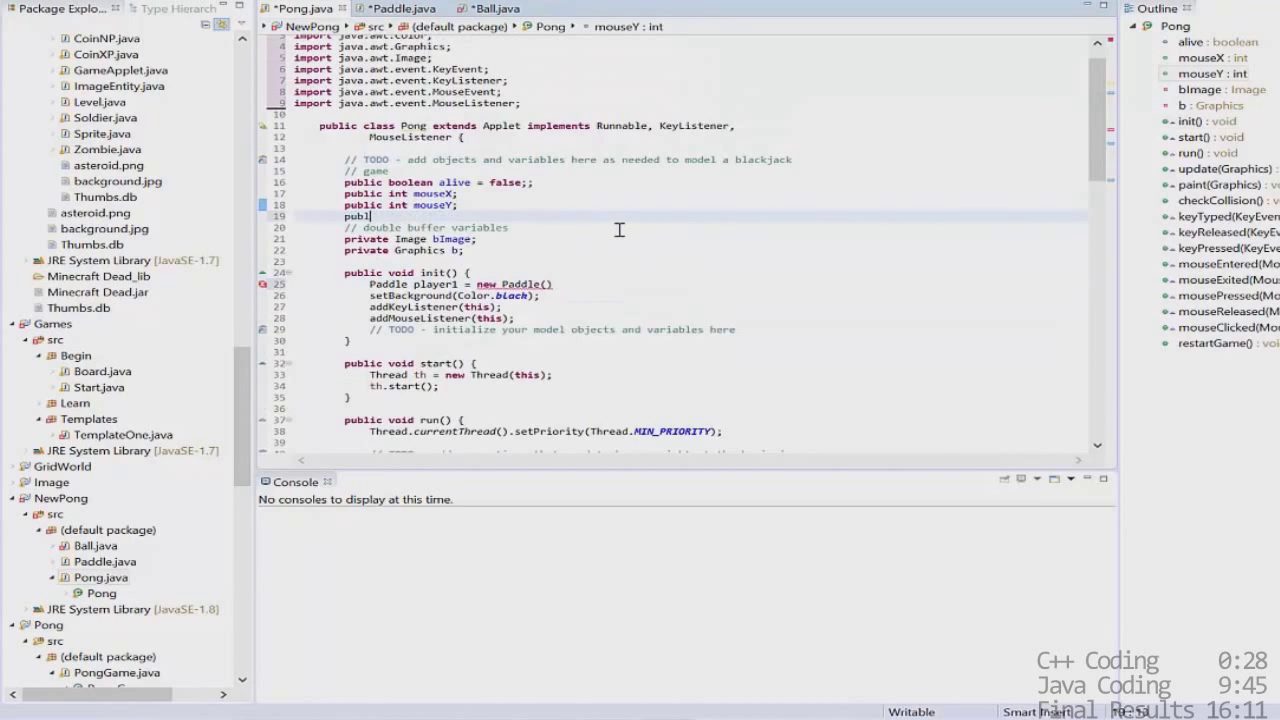 Package Explo...
Type Hierarch
CoinNP.java
CoinXP.java
GameApplet.java
ImageEntity.java
Level.java
Soldier.java
Sprite.java
Zombie.java
asteroid.png
background.jpg
Thumbs.db
asteroid.png
background.jpg
Thumbs.db
JRE System Library [JavaSE-1.7]
Minecraft Dead_lib
Minecraft Dead.jar
Thumbs.db
Games
src
Begin
Board.java
Start.java
Learn
Templates
TemplateOne.java
JRE System Library [JavaSE-1.7]
GridWorld
Image
NewPong
src
(default package)
Ball.java
Paddle.java
Pong.java
Pong
JRE System Library [JavaSE-1.8]
Pong
src
(default package)
PongGame.java
*Pong.java *Paddle.java *Ball.java
NewPong src (default package) Pong mouseY : int
3 import java.awt.Color;
4 import java.awt.Graphics;
5 import java.awt.Image;
6 import java.awt.event.KeyEvent;
7 import java.awt.event.KeyListener;
8 import java.awt.event.MouseEvent;
9 import java.awt.event.MouseListener;
10
11 public class Pong extends Applet implements Runnable, KeyListener,
12 MouseListener {
13
14 // TODO - add objects and variables here as needed to model a blackjack
15 // game
16 public boolean alive = false;;
17 public int mouseX;
18 public int mouseY;
19 publ
20 // double buffer variables
21 private Image bImage;
22 private Graphics b;
23
24 public void init() {
25 Paddle player1 = new Paddle()
26 setBackground(Color.black);
27 addKeyListener(this);
28 addMouseListener(this);
29 // TODO - initialize your model objects and variables here
30 }
31
32 public void start() {
33 Thread th = new Thread(this);
34 th.start();
35 }
36
37 public void run() {
38 Thread.currentThread().setPriority(Thread.MIN_PRIORITY);
39
Console
No consoles to display at this time.
Outline
Pong
alive : boolean
mouseX : int
mouseY : int
bImage : Image
b : Graphics
init() : void
start() : void
run() : void
update(Graphics) :
paint(Graphics) : v
checkCollision() : v
keyTyped(KeyEven
keyReleased(KeyE
keyPressed(KeyEv
mouseEntered(Mo
mouseExited(Mou
mousePressed(Mo
mouseReleased(M
mouseClicked(Mo
restartGame() : voi
C++ Coding 0:28
Java Coding 9:45
Final Results 16:11
Writable Smart Insert